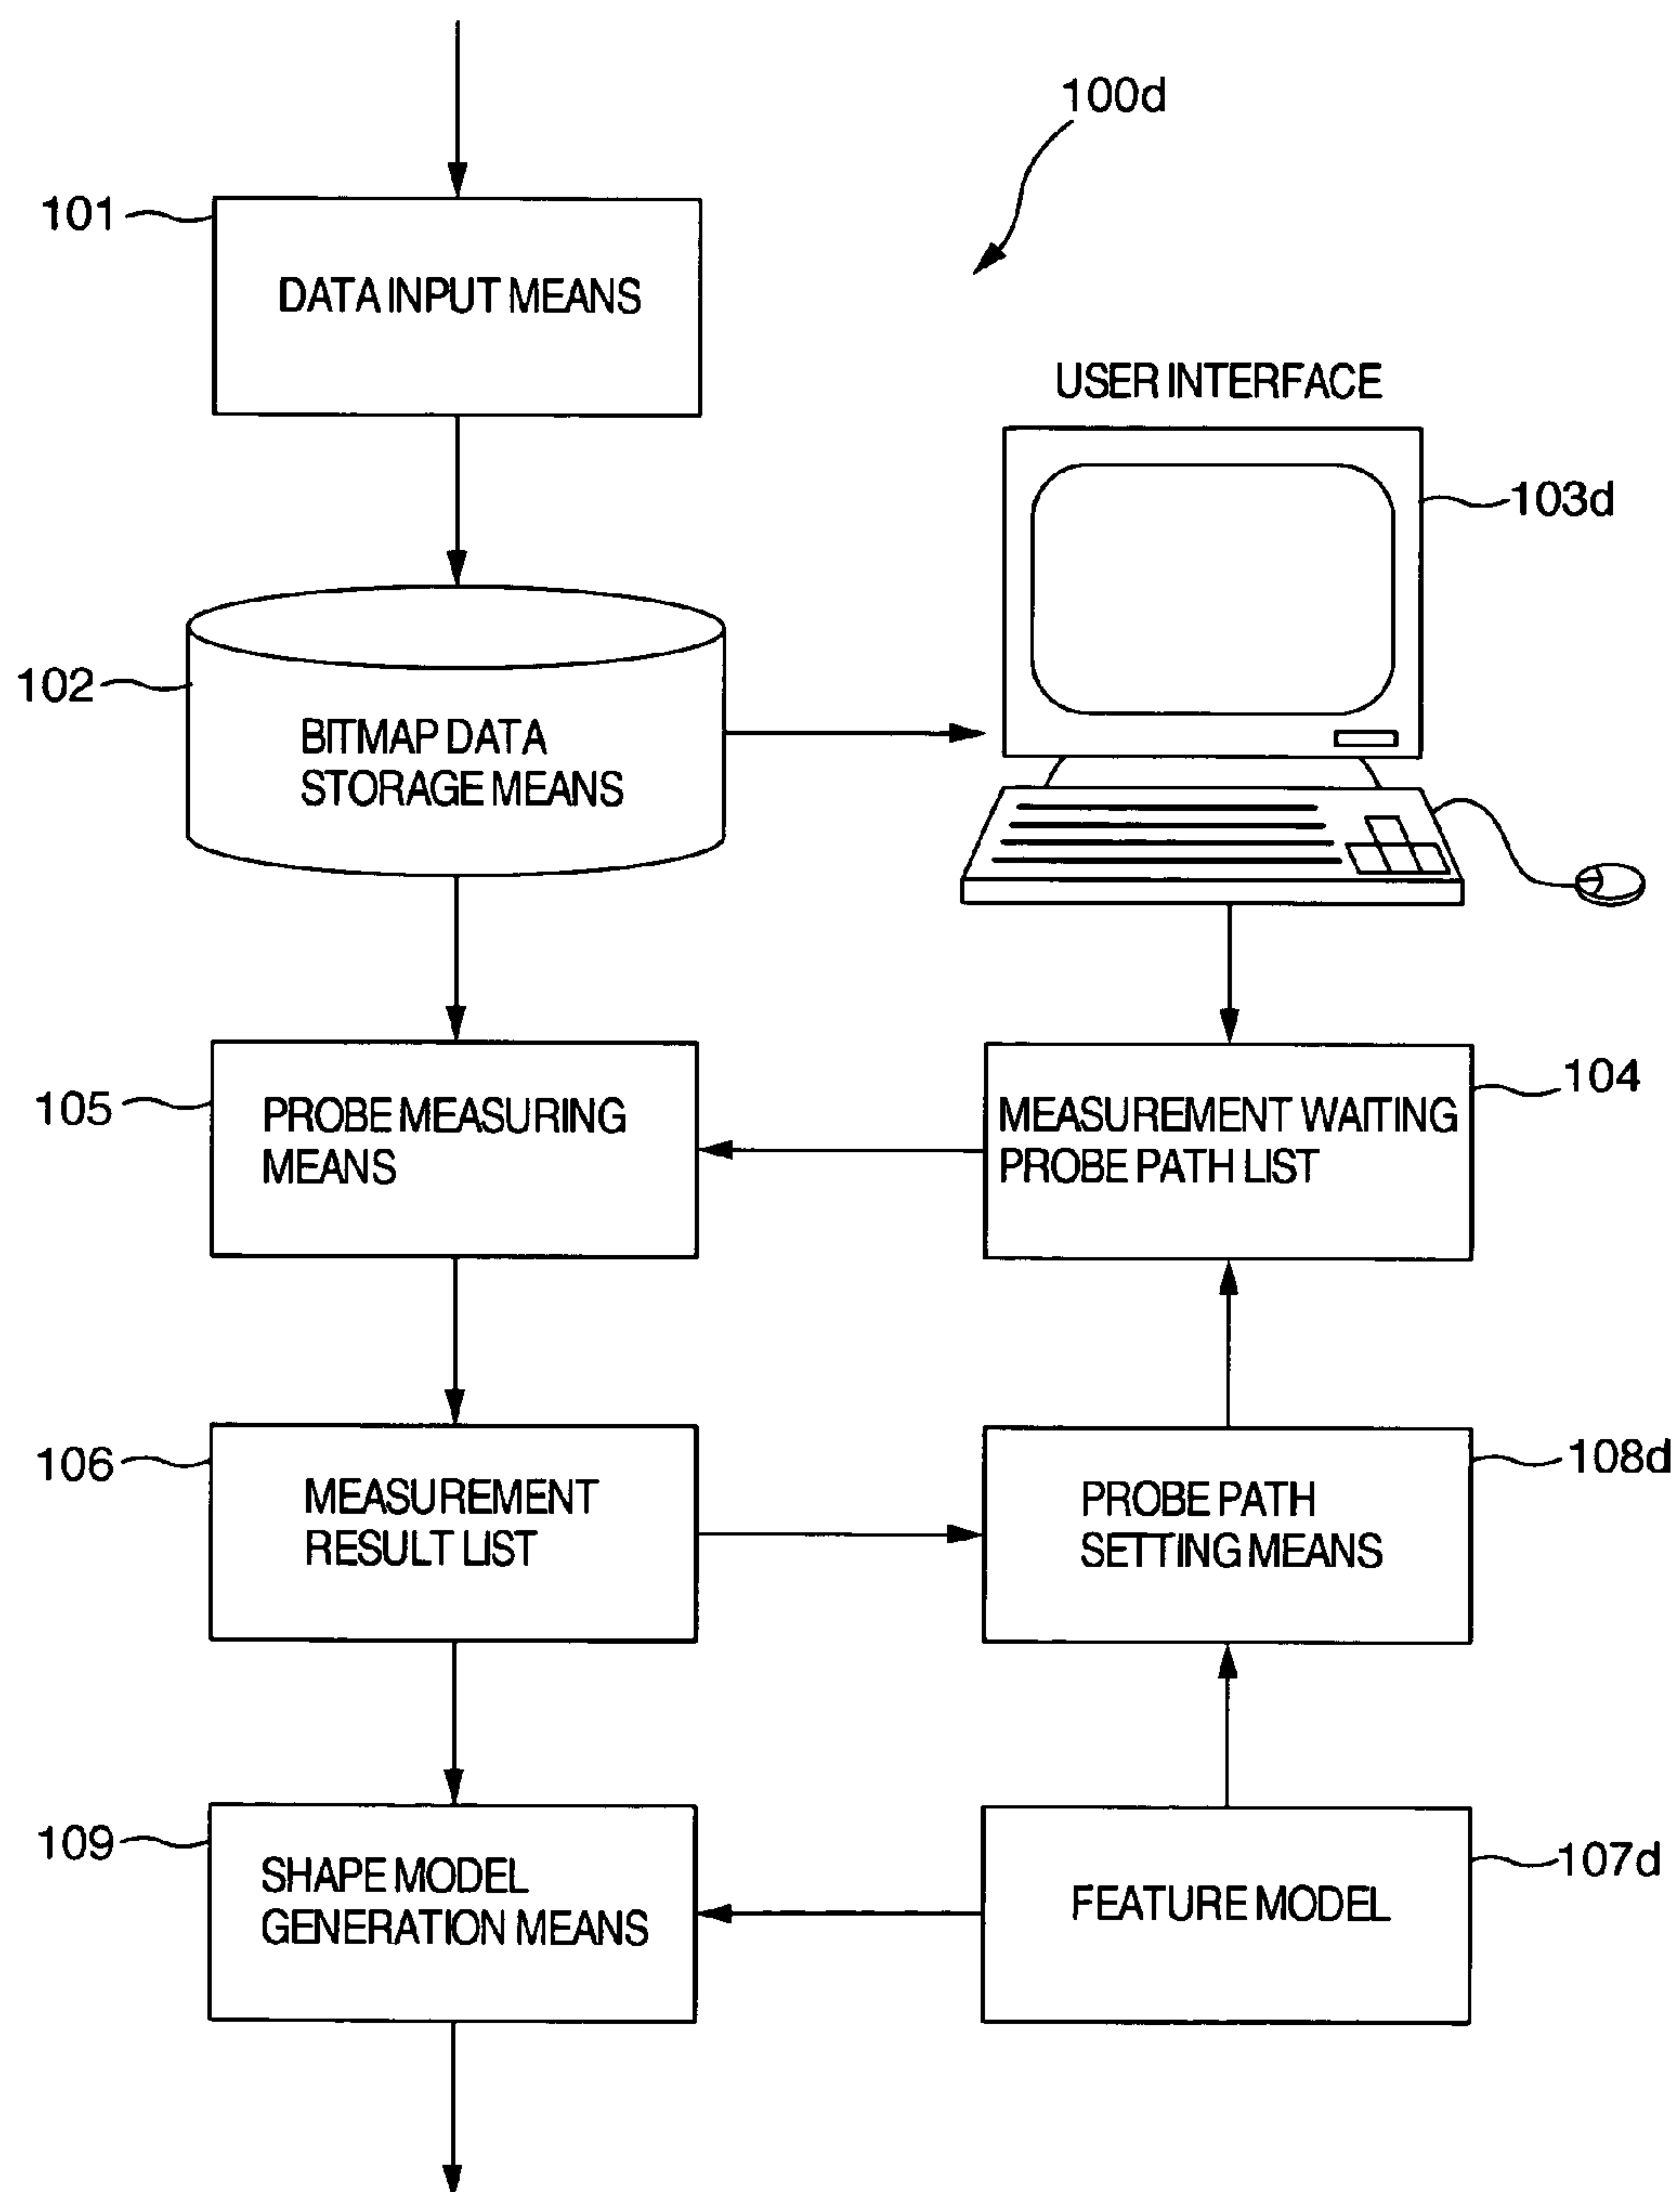 100d
101
DATA INPUT MEANS
USER INTERFACE
103d
102
BITMAP DATA
STORAGE MEANS
105
PROBE MEASURING
MEANS
MEASUREMENT WAITING
PROBE PATH LIST
104
106
MEASUREMENT
RESULT LIST
PROBE PATH
SETTING MEANS
108d
109
SHAPE MODEL
GENERATION MEANS
FEATURE MODEL
107d